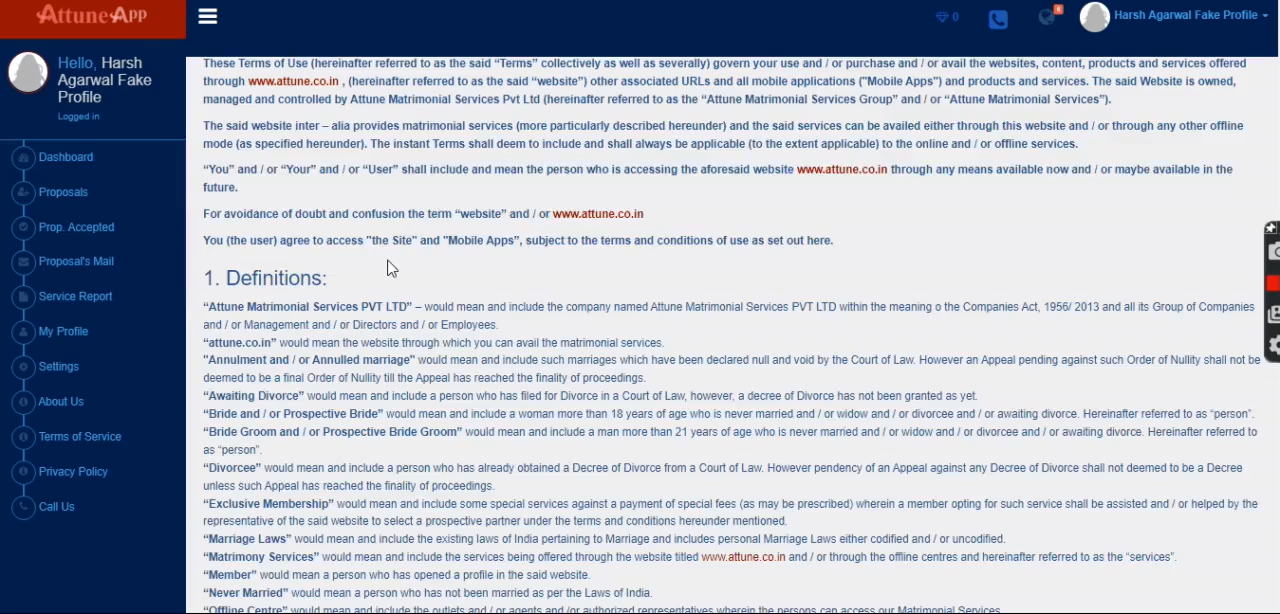 AttuneApp
0
6
Harsh Agarwal Fake Profile
Hello, Harsh
Agarwal Fake
Profile
Logged in
Dashboard
Proposals
Prop. Accepted
Proposal's Mail
Service Report
My Profile
Settings
About Us
Terms of Service
Privacy Policy
Call Us
These Terms of Use (hereinafter referred to as the said “Terms” collectively as well as severally) govern your use and / or purchase and / or avail the websites, content, products and services offered
through www.attune.co.in , (hereinafter referred to as the said “website”) other associated URLs and all mobile applications ("Mobile Apps") and products and services. The said Website is owned,
managed and controlled by Attune Matrimonial Services Pvt Ltd (hereinafter referred to as the “Attune Matrimonial Services Group” and / or “Attune Matrimonial Services”).
The said website inter – alia provides matrimonial services (more particularly described hereunder) and the said services can be availed either through this website and / or through any other offline
mode (as specified hereunder). The instant Terms shall deem to include and shall always be applicable (to the extent applicable) to the online and / or offline services.
“You” and / or “Your” and / or “User” shall include and mean the person who is accessing the aforesaid website www.attune.co.in through any means available now and / or maybe available in the
future.
For avoidance of doubt and confusion the term “website” and / or www.attune.co.in
You (the user) agree to access "the Site" and "Mobile Apps", subject to the terms and conditions of use as set out here.
1. Definitions:
“Attune Matrimonial Services PVT LTD” – would mean and include the company named Attune Matrimonial Services PVT LTD within the meaning o the Companies Act, 1956/ 2013 and all its Group of Companies
and / or Management and / or Directors and / or Employees.
“attune.co.in” would mean the website through which you can avail the matrimonial services.
"Annulment and / or Annulled marriage" would mean and include such marriages which have been declared null and void by the Court of Law. However an Appeal pending against such Order of Nullity shall not be
deemed to be a final Order of Nullity till the Appeal has reached the finality of proceedings.
“Awaiting Divorce” would mean and include a person who has filed for Divorce in a Court of Law, however, a decree of Divorce has not been granted as yet.
“Bride and / or Prospective Bride” would mean and include a woman more than 18 years of age who is never married and / or widow and / or divorcee and / or awaiting divorce. Hereinafter referred to as “person”.
“Bride Groom and / or Prospective Bride Groom” would mean and include a man more than 21 years of age who is never married and / or widow and / or divorcee and / or awaiting divorce. Hereinafter referred to
as “person”.
“Divorcee” would mean and include a person who has already obtained a Decree of Divorce from a Court of Law. However pendency of an Appeal against any Decree of Divorce shall not deemed to be a Decree
unless such Appeal has reached the finality of proceedings.
“Exclusive Membership” would mean and include some special services against a payment of special fees (as may be prescribed) wherein a member opting for such service shall be assisted and / or helped by the
representative of the said website to select a prospective partner under the terms and conditions hereunder mentioned.
“Marriage Laws” would mean and include the existing laws of India pertaining to Marriage and includes personal Marriage Laws either codified and / or uncodified.
“Matrimony Services” would mean and include the services being offered through the website titled www.attune.co.in and / or through the offline centres and hereinafter referred to as the “services”.
“Member” would mean a person who has opened a profile in the said website.
“Never Married” would mean a person who has not been married as per the Laws of India.
“Offline Centre” would mean and include the outlets and / or agents and /or authorized representatives wherein the persons can access our Matrimonial Services.